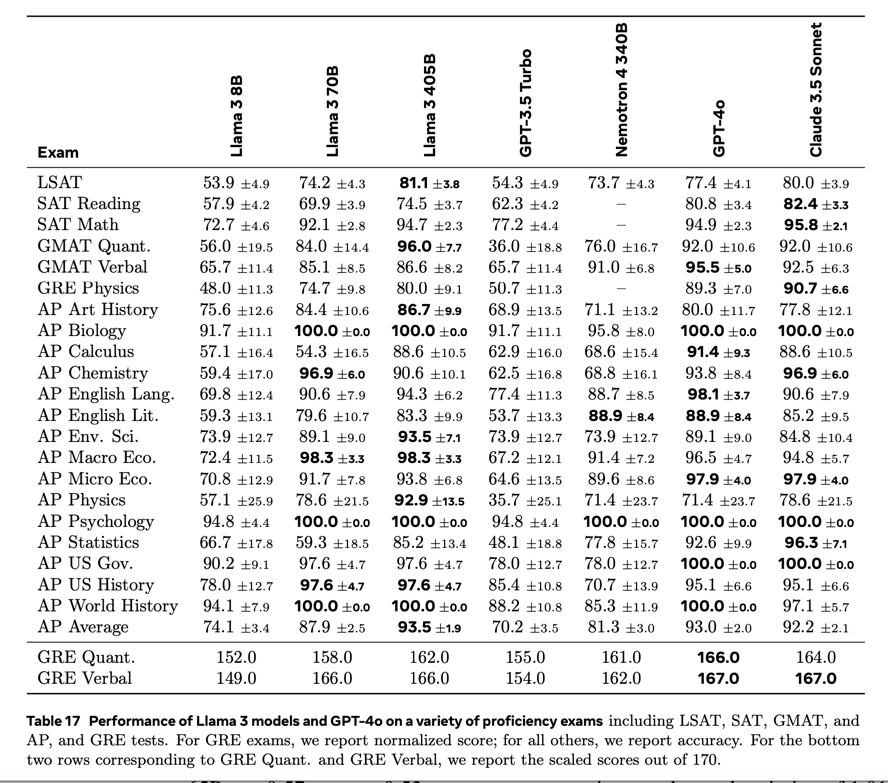 Exam Llama 3 8B Llama 3 70B Llama 3 405B GPT-3.5 Turbo Nemotron 4 340B GPT-4o Claude 3.5 Sonnet
LSAT 53.9 ±4.9 74.2 ±4.3 81.1 ±3.8 54.3 ±4.9 73.7 ±4.3 77.4 ±4.1 80.0 ±3.9
SAT Reading 57.9 ±4.2 69.9 ±3.9 74.5 ±3.7 62.3 ±4.2 – 80.8 ±3.4 82.4 ±3.3
SAT Math 72.7 ±4.6 92.1 ±2.8 94.7 ±2.3 77.2 ±4.4 – 94.9 ±2.3 95.8 ±2.1
GMAT Quant. 56.0 ±19.5 84.0 ±14.4 96.0 ±7.7 36.0 ±18.8 76.0 ±16.7 92.0 ±10.6 92.0 ±10.6
GMAT Verbal 65.7 ±11.4 85.1 ±8.5 86.6 ±8.2 65.7 ±11.4 91.0 ±6.8 95.5 ±5.0 92.5 ±6.3
GRE Physics 48.0 ±11.3 74.7 ±9.8 80.0 ±9.1 50.7 ±11.3 – 89.3 ±7.0 90.7 ±6.6
AP Art History 75.6 ±12.6 84.4 ±10.6 86.7 ±9.9 68.9 ±13.5 71.1 ±13.2 80.0 ±11.7 77.8 ±12.1
AP Biology 91.7 ±11.1 100.0 ±0.0 100.0 ±0.0 91.7 ±11.1 95.8 ±8.0 100.0 ±0.0 100.0 ±0.0
AP Calculus 57.1 ±16.4 54.3 ±16.5 88.6 ±10.5 62.9 ±16.0 68.6 ±15.4 91.4 ±9.3 88.6 ±10.5
AP Chemistry 59.4 ±17.0 96.9 ±6.0 90.6 ±10.1 62.5 ±16.8 68.8 ±16.1 93.8 ±8.4 96.9 ±6.0
AP English Lang. 69.8 ±12.4 90.6 ±7.9 94.3 ±6.2 77.4 ±11.3 88.7 ±8.5 98.1 ±3.7 90.6 ±7.9
AP English Lit. 59.3 ±13.1 79.6 ±10.7 83.3 ±9.9 53.7 ±13.3 88.9 ±8.4 88.9 ±8.4 85.2 ±9.5
AP Env. Sci. 73.9 ±12.7 89.1 ±9.0 93.5 ±7.1 73.9 ±12.7 73.9 ±12.7 89.1 ±9.0 84.8 ±10.4
AP Macro Eco. 72.4 ±11.5 98.3 ±3.3 98.3 ±3.3 67.2 ±12.1 91.4 ±7.2 96.5 ±4.7 94.8 ±5.7
AP Micro Eco. 70.8 ±12.9 91.7 ±7.8 93.8 ±6.8 64.6 ±13.5 89.6 ±8.6 97.9 ±4.0 97.9 ±4.0
AP Physics 57.1 ±25.9 78.6 ±21.5 92.9 ±13.5 35.7 ±25.1 71.4 ±23.7 71.4 ±23.7 78.6 ±21.5
AP Psychology 94.8 ±4.4 100.0 ±0.0 100.0 ±0.0 94.8 ±4.4 100.0 ±0.0 100.0 ±0.0 100.0 ±0.0
AP Statistics 66.7 ±17.8 59.3 ±18.5 85.2 ±13.4 48.1 ±18.8 77.8 ±15.7 92.6 ±9.9 96.3 ±7.1
AP US Gov. 90.2 ±9.1 97.6 ±4.7 97.6 ±4.7 78.0 ±12.7 78.0 ±12.7 100.0 ±0.0 100.0 ±0.0
AP US History 78.0 ±12.7 97.6 ±4.7 97.6 ±4.7 85.4 ±10.8 70.7 ±13.9 95.1 ±6.6 95.1 ±6.6
AP World History 94.1 ±7.9 100.0 ±0.0 100.0 ±0.0 88.2 ±10.8 85.3 ±11.9 100.0 ±0.0 97.1 ±5.7
AP Average 74.1 ±3.4 87.9 ±2.5 93.5 ±1.9 70.2 ±3.5 81.3 ±3.0 93.0 ±2.0 92.2 ±2.1
GRE Quant. 152.0 158.0 162.0 155.0 161.0 166.0 164.0
GRE Verbal 149.0 166.0 166.0 154.0 162.0 167.0 167.0
Table 17 Performance of Llama 3 models and GPT-4o on a variety of proficiency exams including LSAT, SAT, GMAT, and
AP, and GRE tests. For GRE exams, we report normalized score; for all others, we report accuracy. For the bottom
two rows corresponding to GRE Quant. and GRE Verbal, we report the scaled scores out of 170.